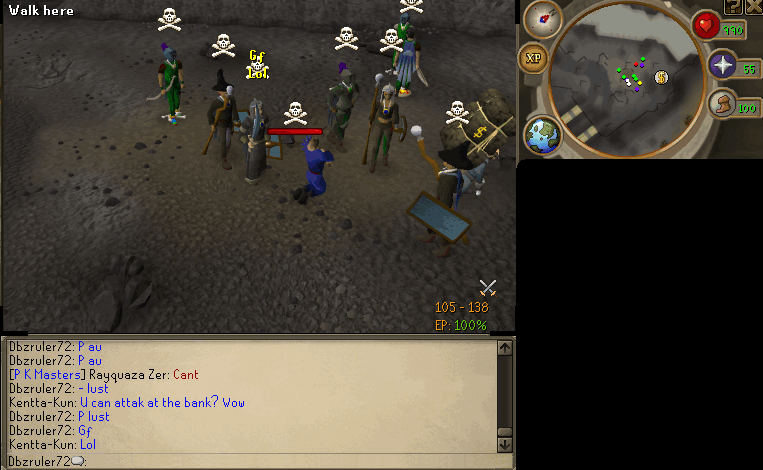 Walk here
Gf
Lol
XP
990
55
100
$
$
105 - 138
EP: 100%
Dbzruler72: P au
Dbzruler72: P au
[P K Masters] Rayquaza Zer: Cant
Dbzruler72: - lust
Kentta-Kun: U can attak at the bank? Wow
Dbzruler72: P lust
Dbzruler72: Gf
Kentta-Kun: Lol
Dbzruler72: